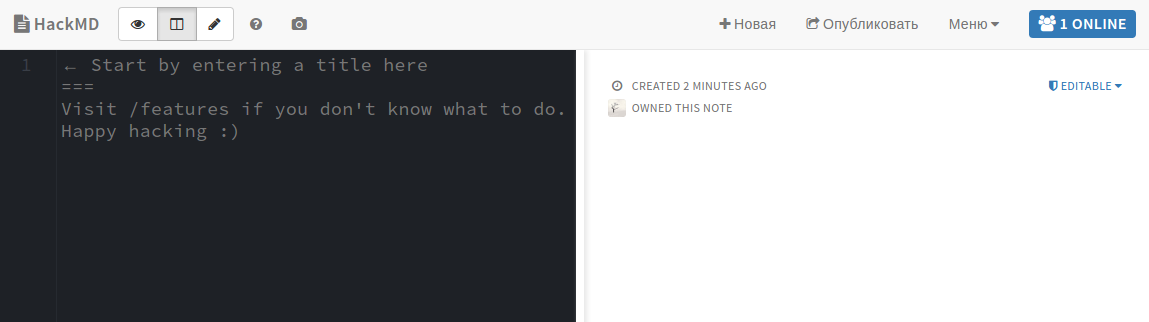 HackMD
Новая
Опубликовать
Меню
1 ONLINE
1
← Start by entering a title here
===
Visit /features if you don't know what to do.
Happy hacking :)
CREATED 2 MINUTES AGO
EDITABLE
OWNED THIS NOTE